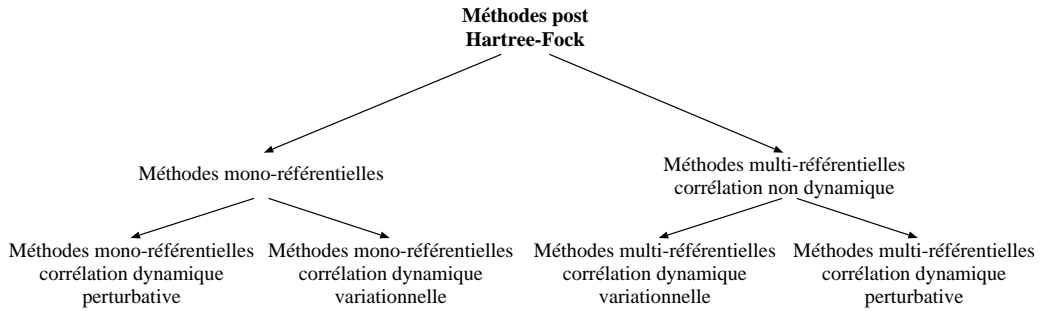 Méthodes post
Hartree-Fock
Méthodes mono-référentielles
Méthodes multi-référentielles
corrélation non dynamique
Méthodes mono-référentielles
corrélation dynamique
perturbative
Méthodes mono-référentielles
corrélation dynamique
variationnelle
Méthodes multi-référentielles
corrélation dynamique
variationnelle
Méthodes multi-référentielles
corrélation dynamique
perturbative